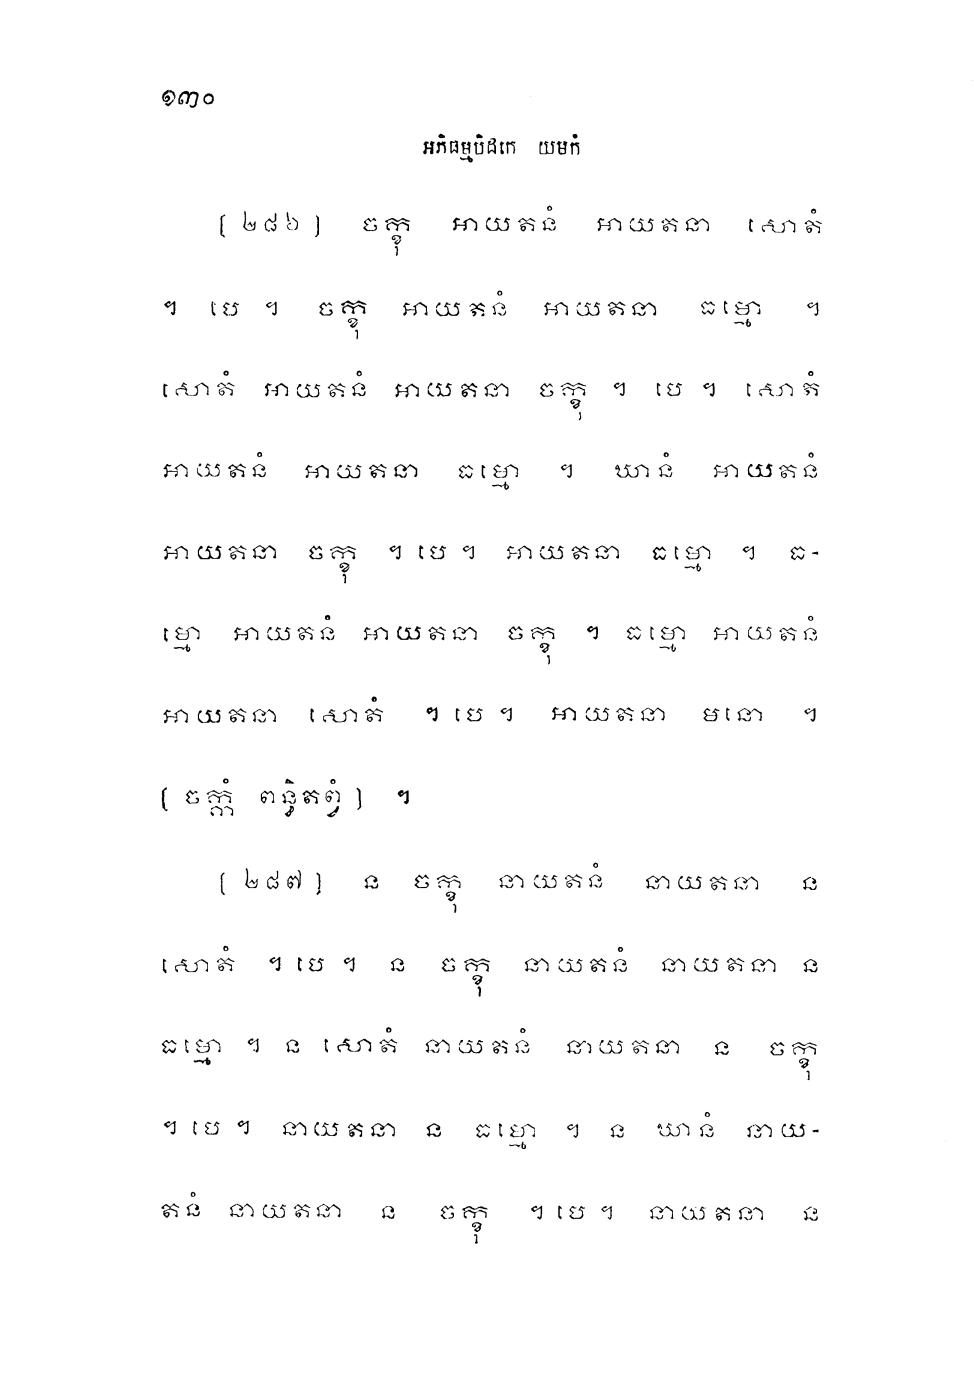 ១៣០
អភិធម្មបិដកេ យមកំ
[ ២៨៦ ] ចក្ខុ អាយតនំ អាយតនា សោតំ
។ បេ ។ ចក្ខុ អាយតនំ អាយតនា ធម្មោ ។
សោតំ អាយតនំ អាយតនា ចក្ខុ ។ បេ ។ សោតំ
អាយតនំ អាយតនា ធម្មោ ។ ឃានំ អាយតនំ
អាយតនា ចក្ខុ ។ បេ ។ អាយតនា ធម្មោ ។ ធ-
ម្មោ អាយតនំ អាយតនា ចក្ខុ ។ ធម្មោ អាយតនំ
អាយតនា សោតំ ។ បេ ។ អាយតនា មនោ ។
[ ចក្កំ ពន្ធិតព្វំ ] ។
[ ២៨៧ ] ន ចក្ខុ នាយតនំ នាយតនា ន
សោតំ ។ បេ ។ ន ចក្ខុ នាយតនំ នាយតនា ន
ធម្មោ ។ ន សោតំ នាយតនំ នាយតនា ន ចក្ខុ
។ បេ ។ នាយតនា ន ធម្មោ ។ ន ឃានំ នាយ-
តនំ នាយតនា ន ចក្ខុ ។ បេ ។ នាយតនា ន